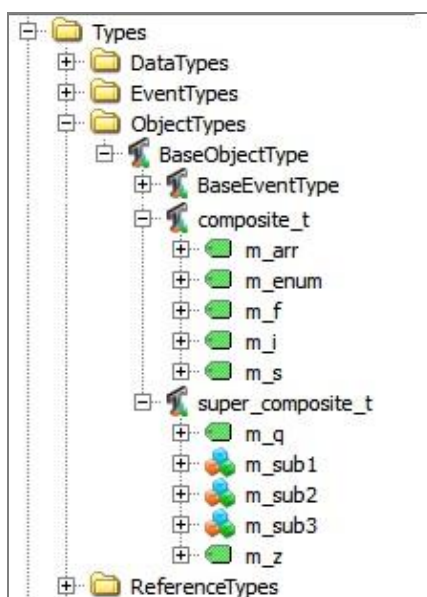 Types
DataTypes
EventTypes
ObjectTypes
BaseObjectType
BaseEventType
composite_t
m_arr
m_enum
m_f
m_i
m_s
super_composite_t
m_q
m_sub1
m_sub2
m_sub3
m_z
ReferenceTypes